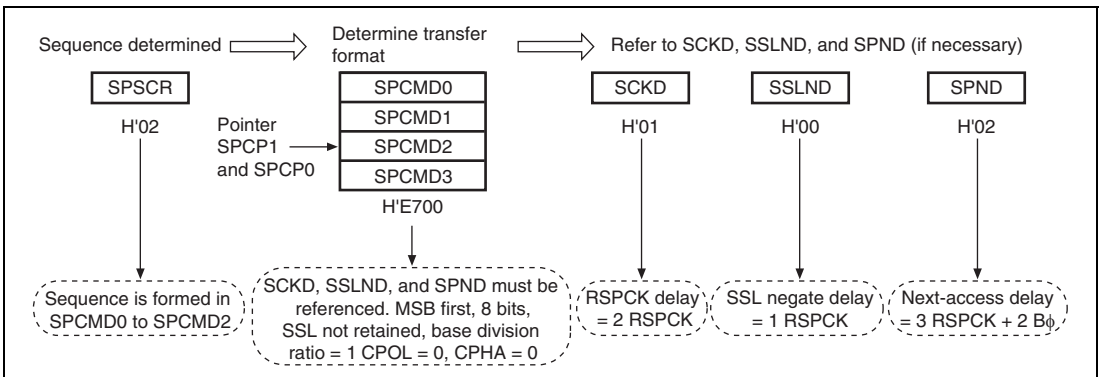 Sequence determined
Determine transfer
format
Refer to SCKD, SSLND, and SPND (if necessary)
SPSCR
H'02
Pointer
SPCP1
and SPCP0
SPCMD0
SPCMD1
SPCMD2
SPCMD3
H'E700
SCKD
H'01
SSLND
H'00
SPND
H'02
Sequence is formed in
SPCMD0 to SPCMD2
SCKD, SSLND, and SPND must be
referenced. MSB first, 8 bits,
SSL not retained, base division
ratio = 1 CPOL = 0, CPHA = 0
RSPCK delay
= 2 RSPCK
SSL negate delay
= 1 RSPCK
Next-access delay
= 3 RSPCK + 2 Bϕ